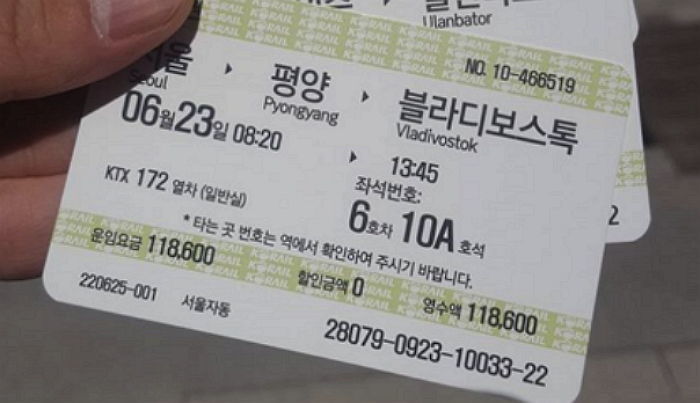 Ulanbator
NO. 10-466519
서울 ▸ 평양 ▸ 블라디보스톡
Seoul Pyongyang Vladivostok
06월23일 08:20 ▸ 13:45
좌석번호:
KTX 172 열차 (일반실) 6호차 10A 호석
* 타는 곳 번호는 역에서 확인하여 주시기 바랍니다.
운임요금 118,600 할인금액 0 영수액 118,600
220625-001 서울자동 28079-0923-10033-22
2
KORAIL